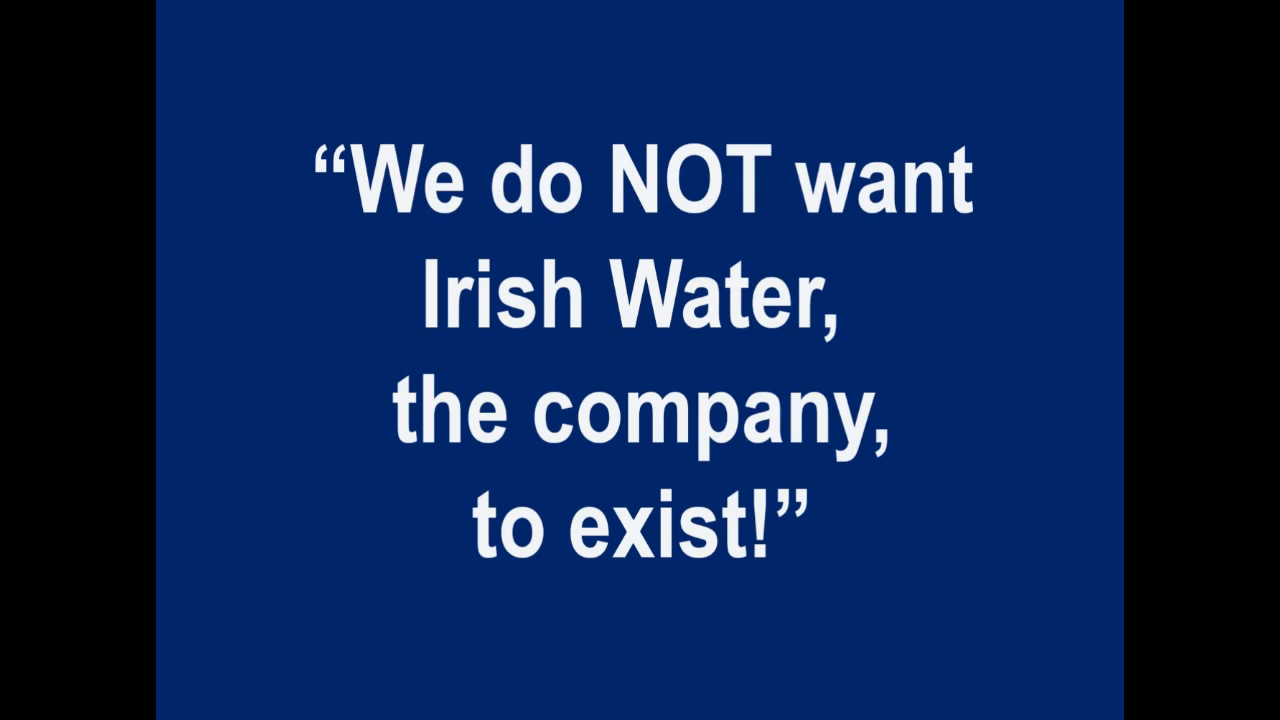 “We do NOT want
Irish Water,
the company,
to exist!”